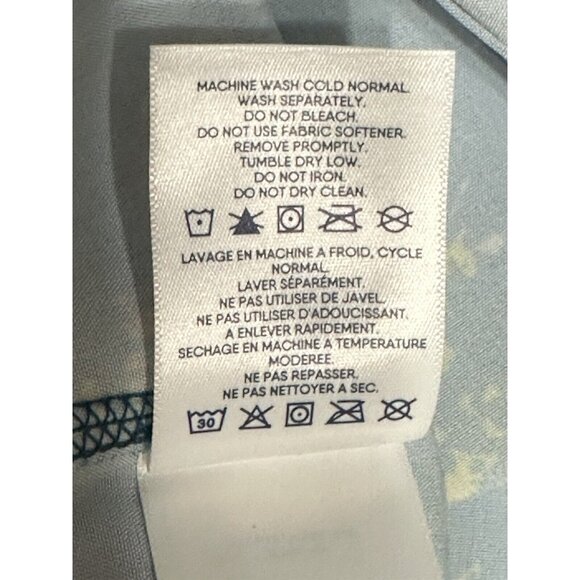 MACHINE WASH COLD NORMAL.
WASH SEPARATELY.
DO NOT BLEACH.
DO NOT USE FABRIC SOFTENER.
REMOVE PROMPTLY.
TUMBLE DRY LOW.
DO NOT IRON.
DO NOT DRY CLEAN.
LAVAGE EN MACHINE A FROID, CYCLE
NORMAL.
LAVER SÉPARÉMENT.
NE PAS UTILISER DE JAVEL.
NE PAS UTILISER D'ADOUCISSANT.
A ENLEVER RAPIDEMENT.
SECHAGE EN MACHINE A TEMPERATURE
MODEREE.
NE PAS REPASSER.
NE PAS NETTOYER A SEC.
30